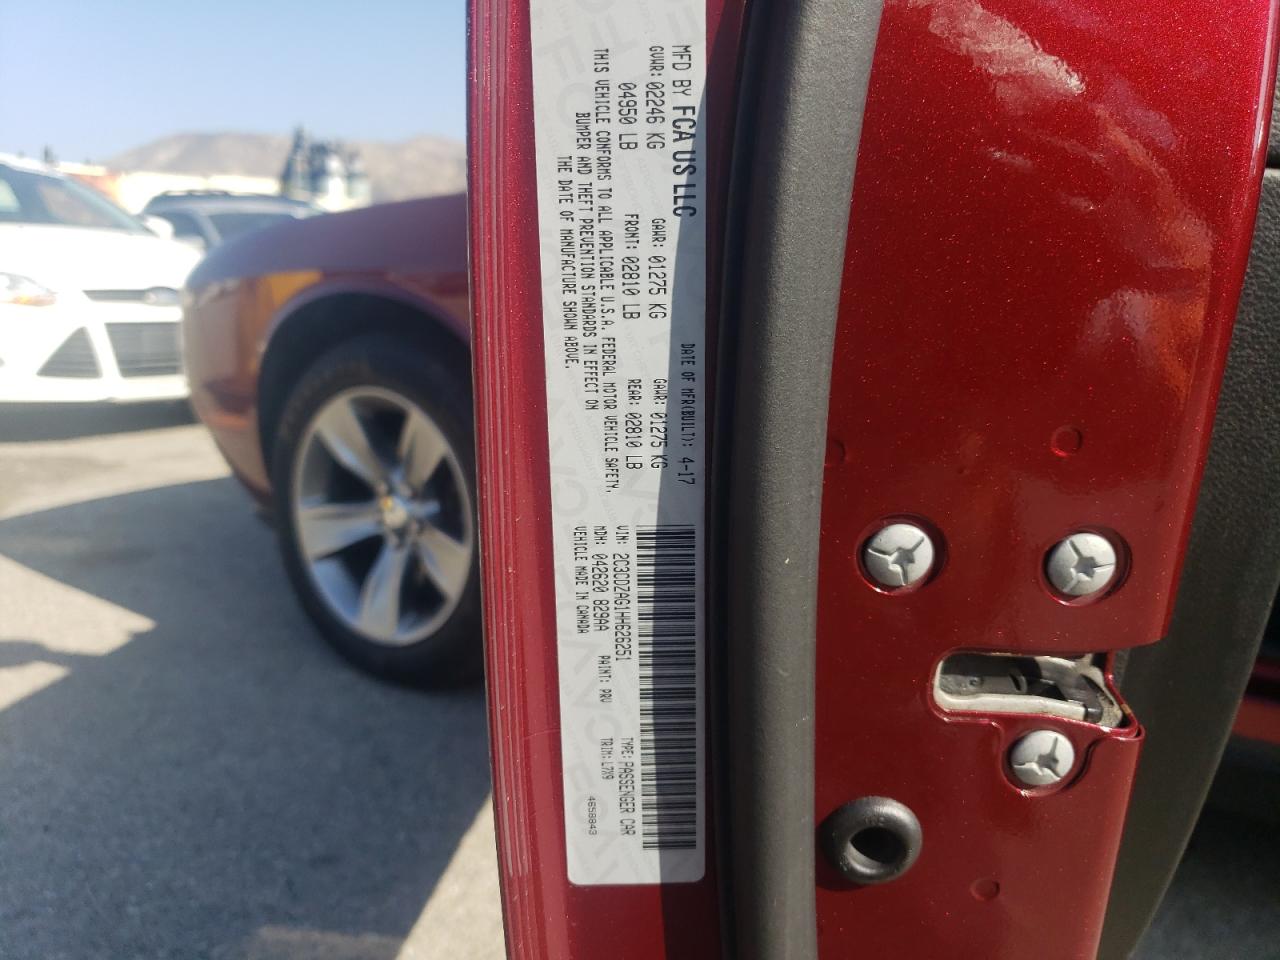 MFD BY FCA US LLC
DATE OF MFR(BUILT): 4-17
GVWR: 02246 KG GAWR: 01275 KG GAWR: 01275 KG
04950 LB FRONT: 02810 LB REAR: 02810 LB
THIS VEHICLE CONFORMS TO ALL APPLICABLE U.S.A. FEDERAL MOTOR VEHICLE SAFETY,
BUMPER AND THEFT PREVENTION STANDARDS IN EFFECT ON
THE DATE OF MANUFACTURE SHOWN ABOVE.
VIN: 2C3CDZAG1HH626251 TYPE: PASSENGER CAR
MDH: 042620 829AA PAINT: PRV TRIM: L7X9
VEHICLE MADE IN CANADA 4658843